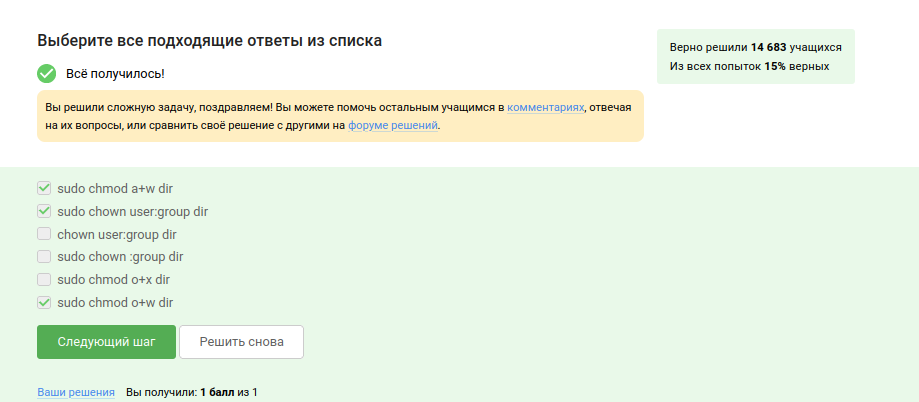 Выберите все подходящие ответы из списка
Верно решили 14 683 учащихся
Из всех попыток 15% верных
Всё получилось!
Вы решили сложную задачу, поздравляем! Вы можете помочь остальным учащимся в комментариях, отвечая
на их вопросы, или сравнить своё решение с другими на форуме решений.
sudo chmod a+w dir
sudo chown user:group dir
chown user:group dir
sudo chown :group dir
sudo chmod o+x dir
sudo chmod o+w dir
Следующий шаг
Решить снова
Ваши решения Вы получили: 1 балл из 1